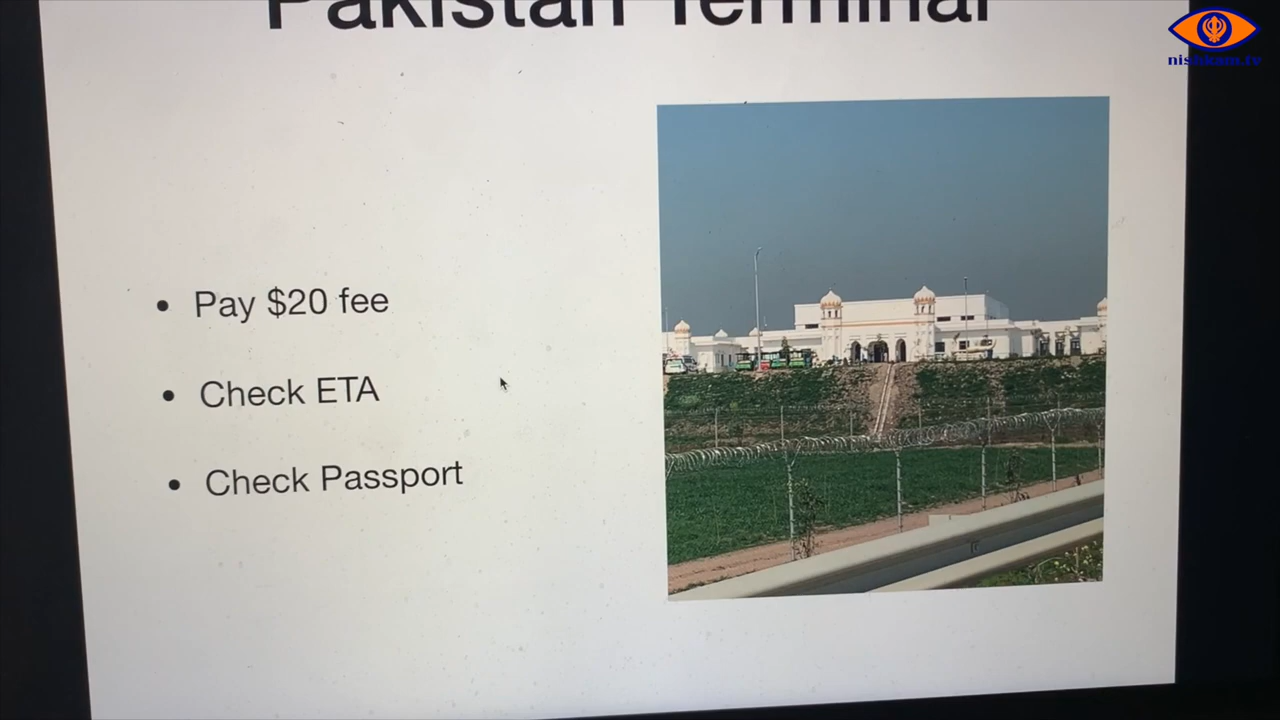 Pakistan Terminal
nishkam.tv
• Pay $20 fee
• Check ETA
• Check Passport